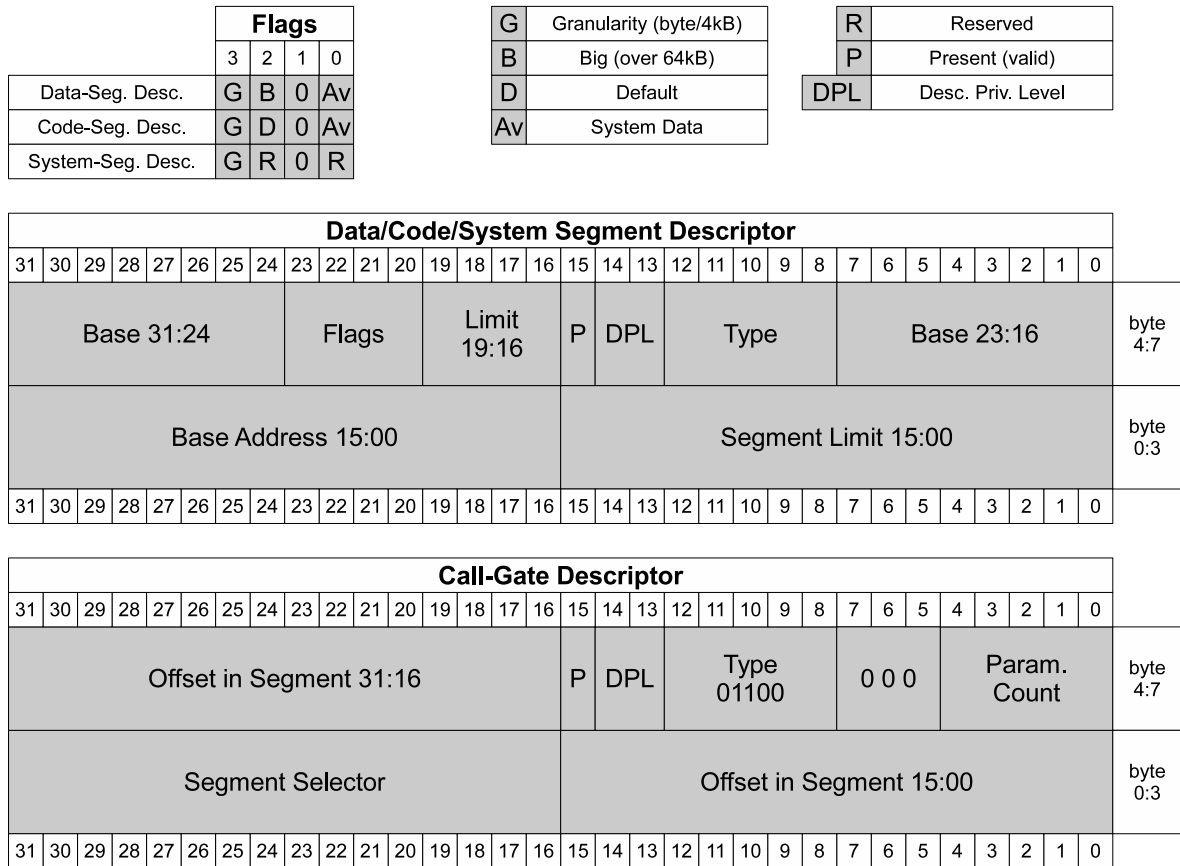 Flags
3 2 1 0
Data-Seg. Desc. G B 0 Av
Code-Seg. Desc. G D 0 Av
System-Seg. Desc. G R 0 R
G Granularity (byte/4kB)
B Big (over 64kB)
D Default
Av System Data
R Reserved
P Present (valid)
DPL Desc. Priv. Level
Data/Code/System Segment Descriptor
31 30 29 28 27 26 25 24 23 22 21 20 19 18 17 16 15 14 13 12 11 10 9 8 7 6 5 4 3 2 1 0
Base 31:24 Flags Limit 19:16 P DPL Type Base 23:16 byte 4:7
Base Address 15:00 Segment Limit 15:00 byte 0:3
31 30 29 28 27 26 25 24 23 22 21 20 19 18 17 16 15 14 13 12 11 10 9 8 7 6 5 4 3 2 1 0
Call-Gate Descriptor
31 30 29 28 27 26 25 24 23 22 21 20 19 18 17 16 15 14 13 12 11 10 9 8 7 6 5 4 3 2 1 0
Offset in Segment 31:16 P DPL Type 01100 0 0 0 Param. Count byte 4:7
Segment Selector Offset in Segment 15:00 byte 0:3
31 30 29 28 27 26 25 24 23 22 21 20 19 18 17 16 15 14 13 12 11 10 9 8 7 6 5 4 3 2 1 0